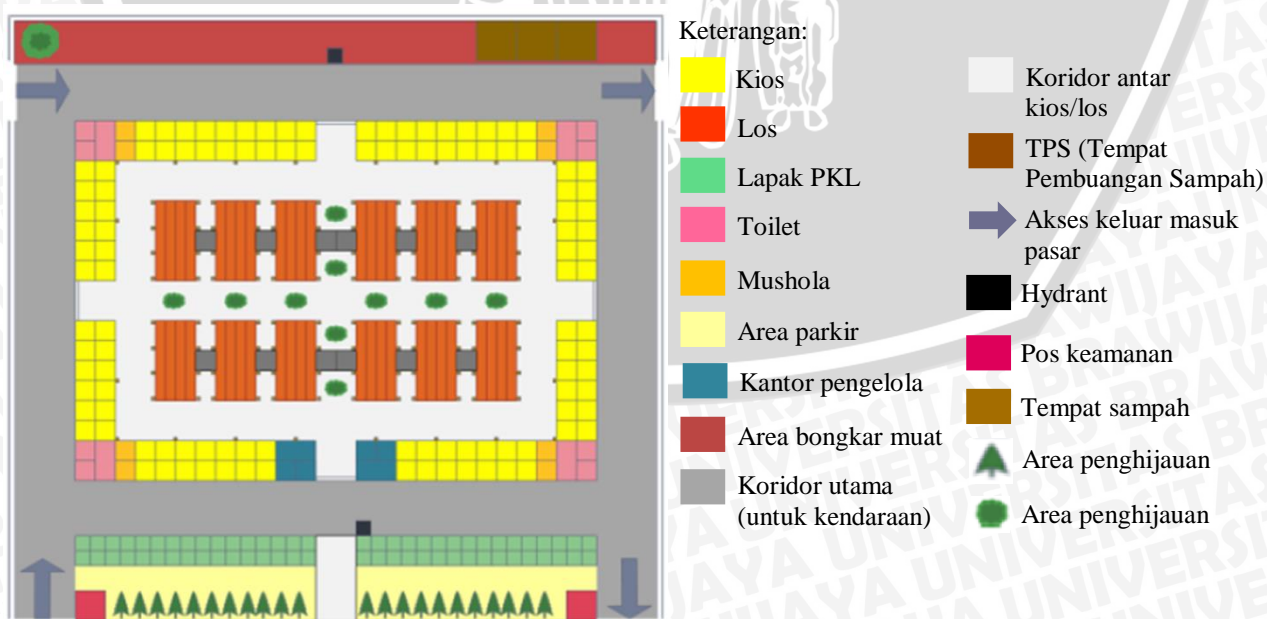 Keterangan:
Kios
Los
Lapak PKL
Toilet
Mushola
Area parkir
Kantor pengelola
Area bongkar muat
Koridor utama
(untuk kendaraan)
Koridor antar
kios/los
TPS (Tempat
Pembuangan Sampah)
Akses keluar masuk
pasar
Hydrant
Pos keamanan
Tempat sampah
Area penghijauan
Area penghijauan